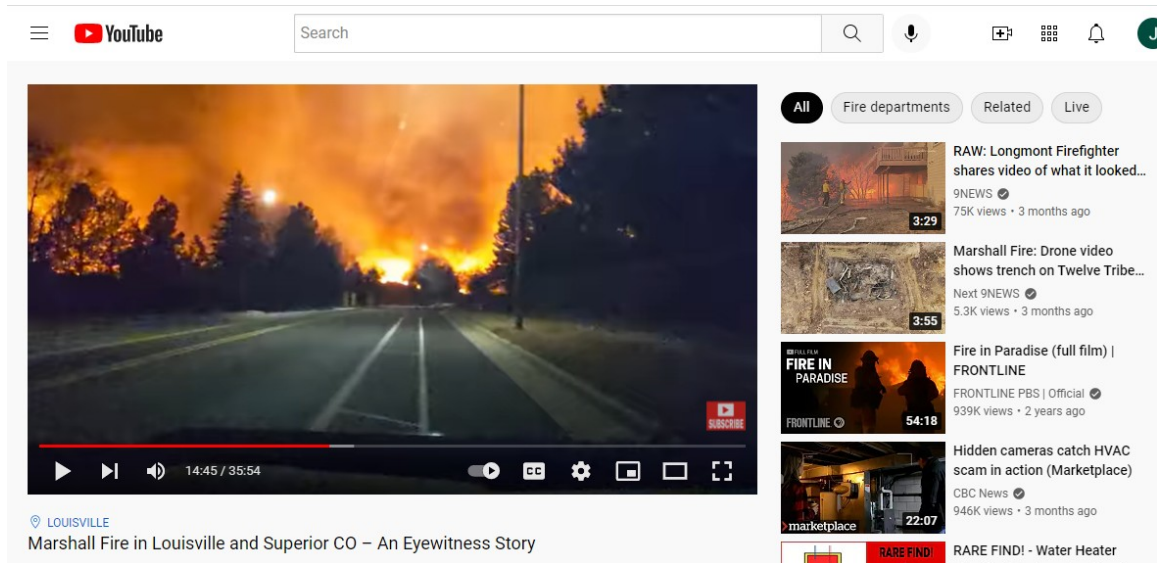 YouTube
Search
J
All
Fire departments
Related
Live
SUBSCRIBE
14:45 / 35:54
CC
LOUISVILLE
Marshall Fire in Louisville and Superior CO – An Eyewitness Story
3:29
RAW: Longmont Firefighter
shares video of what it looked...
9NEWS
75K views • 3 months ago
3:55
Marshall Fire: Drone video
shows trench on Twelve Tribe...
Next 9NEWS
5.3K views • 3 months ago
FULL FILM
FIRE IN
PARADISE
FRONTLINE
54:18
Fire in Paradise (full film) |
FRONTLINE
FRONTLINE PBS | Official
939K views • 2 years ago
marketplace
22:07
Hidden cameras catch HVAC
scam in action (Marketplace)
CBC News
946K views • 3 months ago
RARE FIND!
RARE FIND! - Water Heater